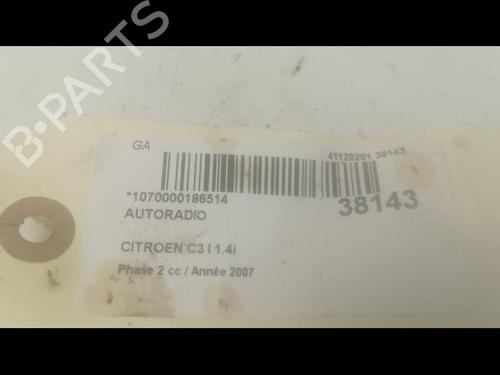 B-PARTS
GA
41120201 38143
*1070000186514
38143
AUTORADIO
CITROEN C3 I 1.4i
Phase 2 cc / Année 2007